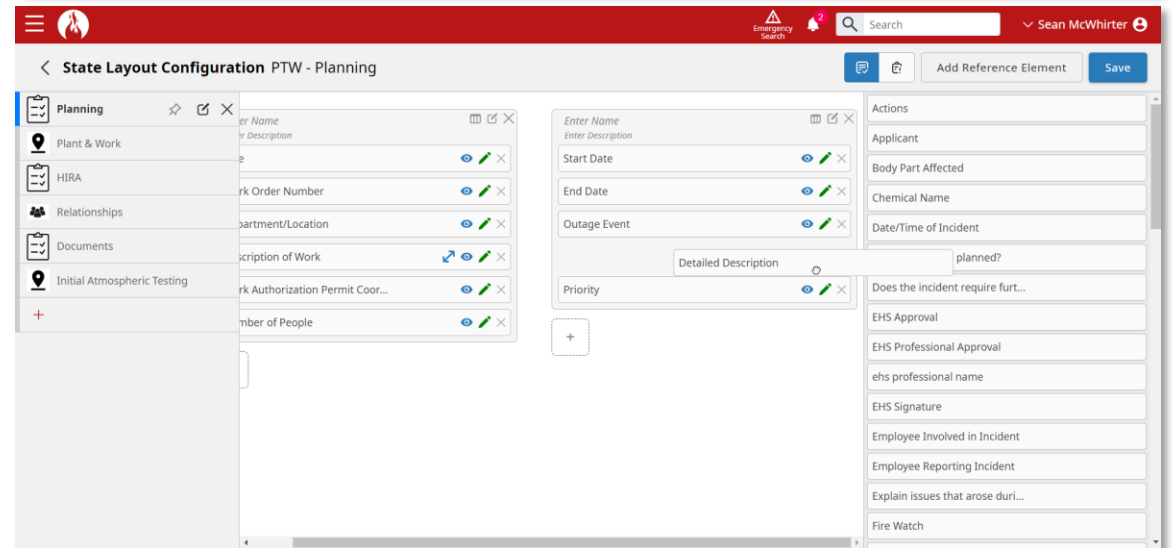 Emergency
Search
2
Search
Sean McWhirter
State Layout Configuration PTW - Planning
Add Reference Element
Save
Planning
Plant & Work
HIRA
Relationships
Documents
Initial Atmospheric Testing
+
er Name
er Description
e
rk Order Number
partment/Location
scription of Work
rk Authorization Permit Coor...
mber of People
Enter Name
Enter Description
Start Date
End Date
Outage Event
Detailed Description
Priority
+
Actions
Applicant
Body Part Affected
Chemical Name
Date/Time of Incident
planned?
Does the incident require furt...
EHS Approval
EHS Professional Approval
ehs professional name
EHS Signature
Employee Involved in Incident
Employee Reporting Incident
Explain issues that arose duri...
Fire Watch